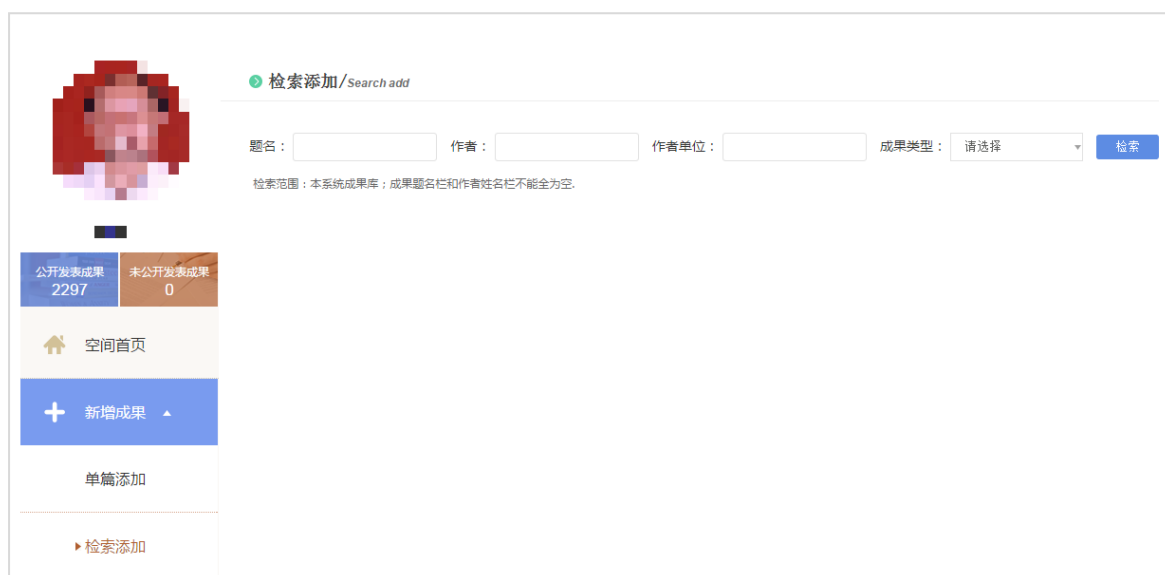 检索添加/Search add
题名： 作者： 作者单位： 成果类型： 请选择 检索
检索范围：本系统成果库；成果题名栏和作者姓名栏不能全为空.
公开发表成果 未公开发表成果
2297 0
空间首页
新增成果
单篇添加
检索添加